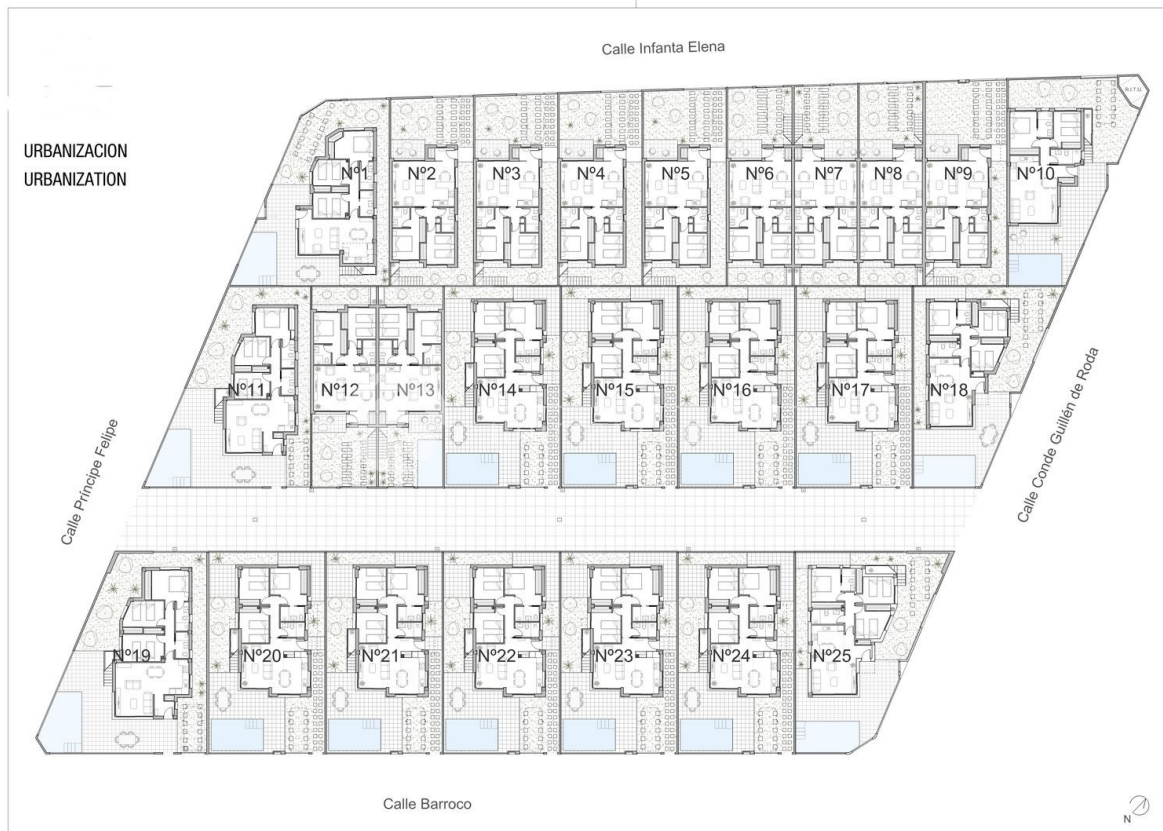 Calle Infanta Elena
R.I.T.U.
URBANIZACION
URBANIZATION
Nº1
Nº2
Nº3
Nº4
Nº5
Nº6
Nº7
Nº8
Nº9
Nº10
Nº11
Nº12
Nº13
Nº14
Nº15
Nº16
Nº17
Nº18
Calle Príncipe Felipe
Calle Conde Guillén de Roda
Nº19
Nº20
Nº21
Nº22
Nº23
Nº24
Nº25
Calle Barroco
N